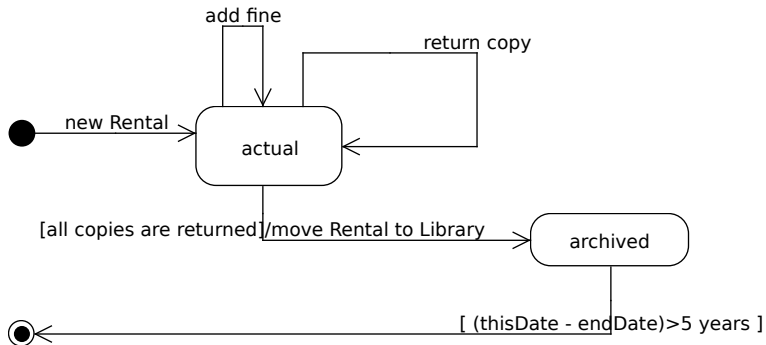 add fine
return copy
new Rental
actual
[all copies are returned]/move Rental to Library
archived
[ (thisDate - endDate)>5 years ]